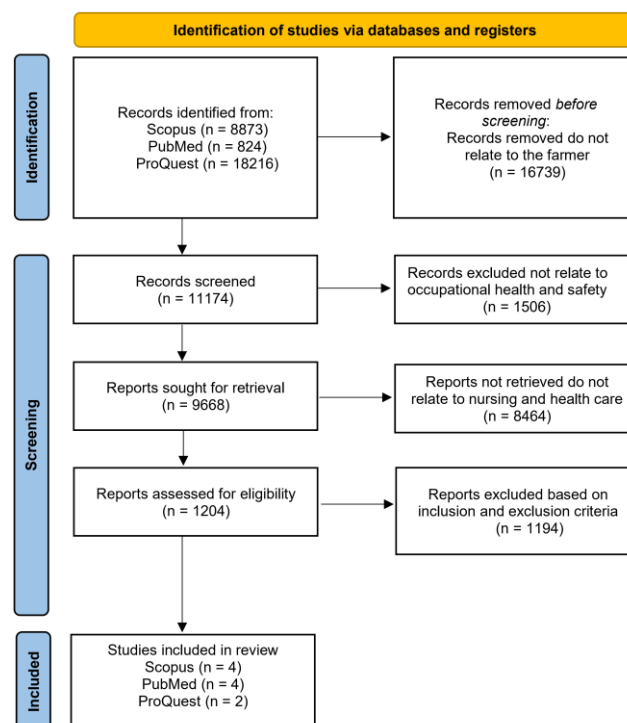 Identification of studies via databases and registers
Identification
Records identified from:
Scopus (n = 8873)
PubMed (n = 824)
ProQuest (n = 18216)
Records removed before
screening:
Records removed do not
relate to the farmer
(n = 16739)
Screening
Records screened
(n = 11174)
Records excluded not relate to
occupational health and safety
(n = 1506)
Reports sought for retrieval
(n = 9668)
Reports not retrieved do not
relate to nursing and health care
(n = 8464)
Reports assessed for eligibility
(n = 1204)
Reports excluded based on
inclusion and exclusion criteria
(n = 1194)
Included
Studies included in review
Scopus (n = 4)
PubMed (n = 4)
ProQuest (n = 2)